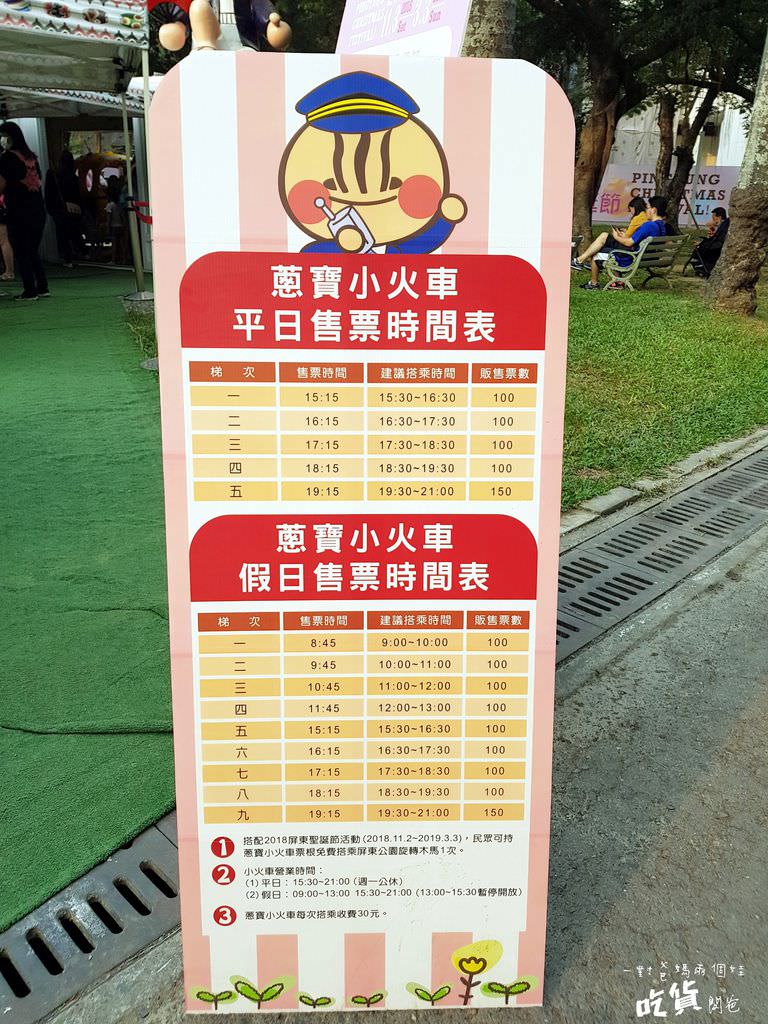 PINGTUNG
CHRISTMAS
節
蔥寶小火車
平日售票時間表
梯 次 售票時間 建議搭乘時間 販售票數
一 15:15 15:30~16:30 100
二 16:15 16:30~17:30 100
三 17:15 17:30~18:30 100
四 18:15 18:30~19:30 100
五 19:15 19:30~21:00 150
蔥寶小火車
假日售票時間表
梯 次 售票時間 建議搭乘時間 販售票數
一 8:45 9:00~10:00 100
二 9:45 10:00~11:00 100
三 10:45 11:00~12:00 100
四 11:45 12:00~13:00 100
五 15:15 15:30~16:30 100
六 16:15 16:30~17:30 100
七 17:15 17:30~18:30 100
八 18:15 18:30~19:30 100
九 19:15 19:30~21:00 150
1 搭配2018屏東聖誕節活動 (2018.11.2~2019.3.3)，民眾可持
蔥寶小火車票根免費搭乘屏東公園旋轉木馬1次。
2 小火車營業時間：
(1) 平日：15:30~21:00 (週一公休)
(2) 假日：09:00~13:00 15:30~21:00 (13:00~15:30暫停開放)
3 蔥寶小火車每次搭乘收費30元。
一對爸媽兩個娃
吃貨闆爸